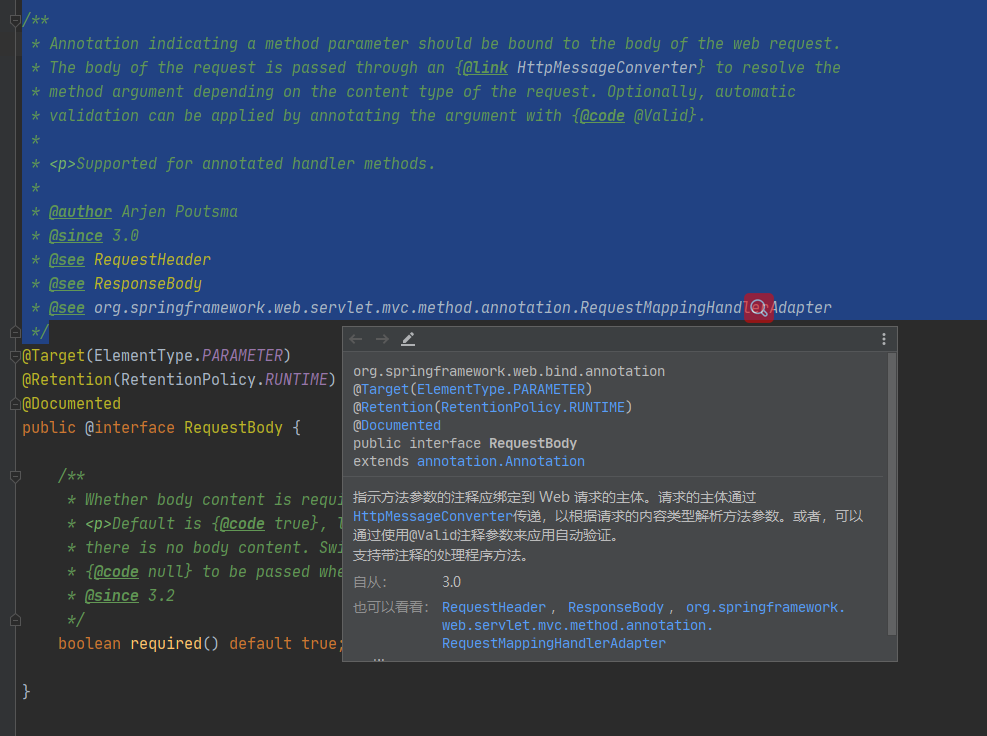 /**
 * Annotation indicating a method parameter should be bound to the body of the web request.
 * The body of the request is passed through an {@link HttpMessageConverter} to resolve the
 * method argument depending on the content type of the request. Optionally, automatic
 * validation can be applied by annotating the argument with {@code @Valid}.
 *
 * <p>Supported for annotated handler methods.
 *
 * @author Arjen Poutsma
 * @since 3.0
 * @see RequestHeader
 * @see ResponseBody
 * @see org.springframework.web.servlet.mvc.method.annotation.RequestMappingHandlerAdapter
 */
@Target(ElementType.PARAMETER)
@Retention(RetentionPolicy.RUNTIME)
@Documented
public @interface RequestBody {
    /**
     * Whether body content is requi
     * <p>Default is {@code true}, l
     * there is no body content. Swi
     * {@code null} to be passed whe
     * @since 3.2
     */
    boolean required() default true;
}
org.springframework.web.bind.annotation
@Target(ElementType.PARAMETER)
@Retention(RetentionPolicy.RUNTIME)
@Documented
public interface RequestBody
extends annotation.Annotation
指示方法参数的注释应绑定到 Web 请求的主体。请求的主体通过
HttpMessageConverter传递，以根据请求的内容类型解析方法参数。或者，可以
通过使用@Valid注释参数来应用自动验证。
支持带注释的处理程序方法。
自从： 3.0
也可以看看： RequestHeader , ResponseBody , org.springframework.
web.servlet.mvc.method.annotation.
RequestMappingHandlerAdapter